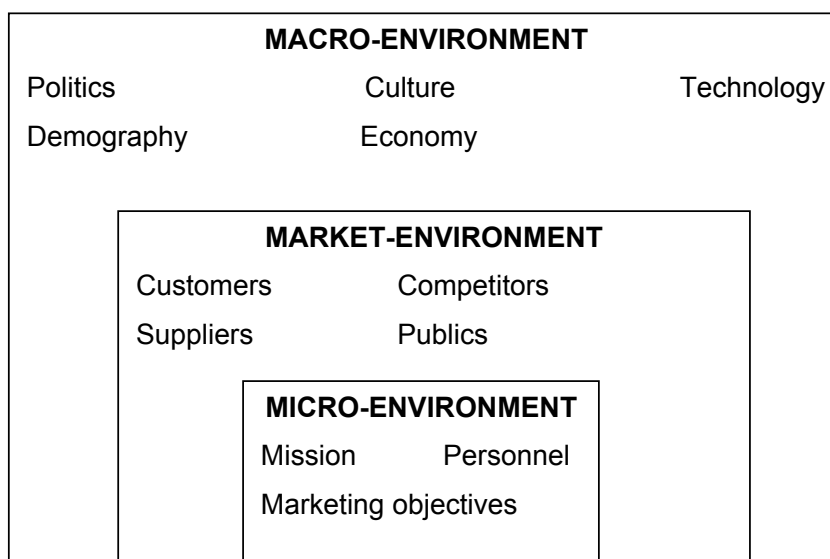 MACRO-ENVIRONMENT
Politics Culture Technology
Demography Economy
MARKET-ENVIRONMENT
Customers Competitors
Suppliers Publics
MICRO-ENVIRONMENT
Mission Personnel
Marketing objectives